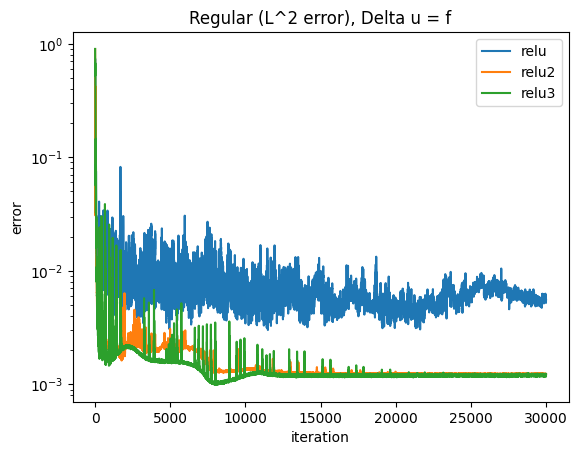 Regular (L^2 error), Delta u = f
relu
relu2
relu3
error
10^0
10^-1
10^-2
10^-3
0
5000
10000
15000
20000
25000
30000
iteration